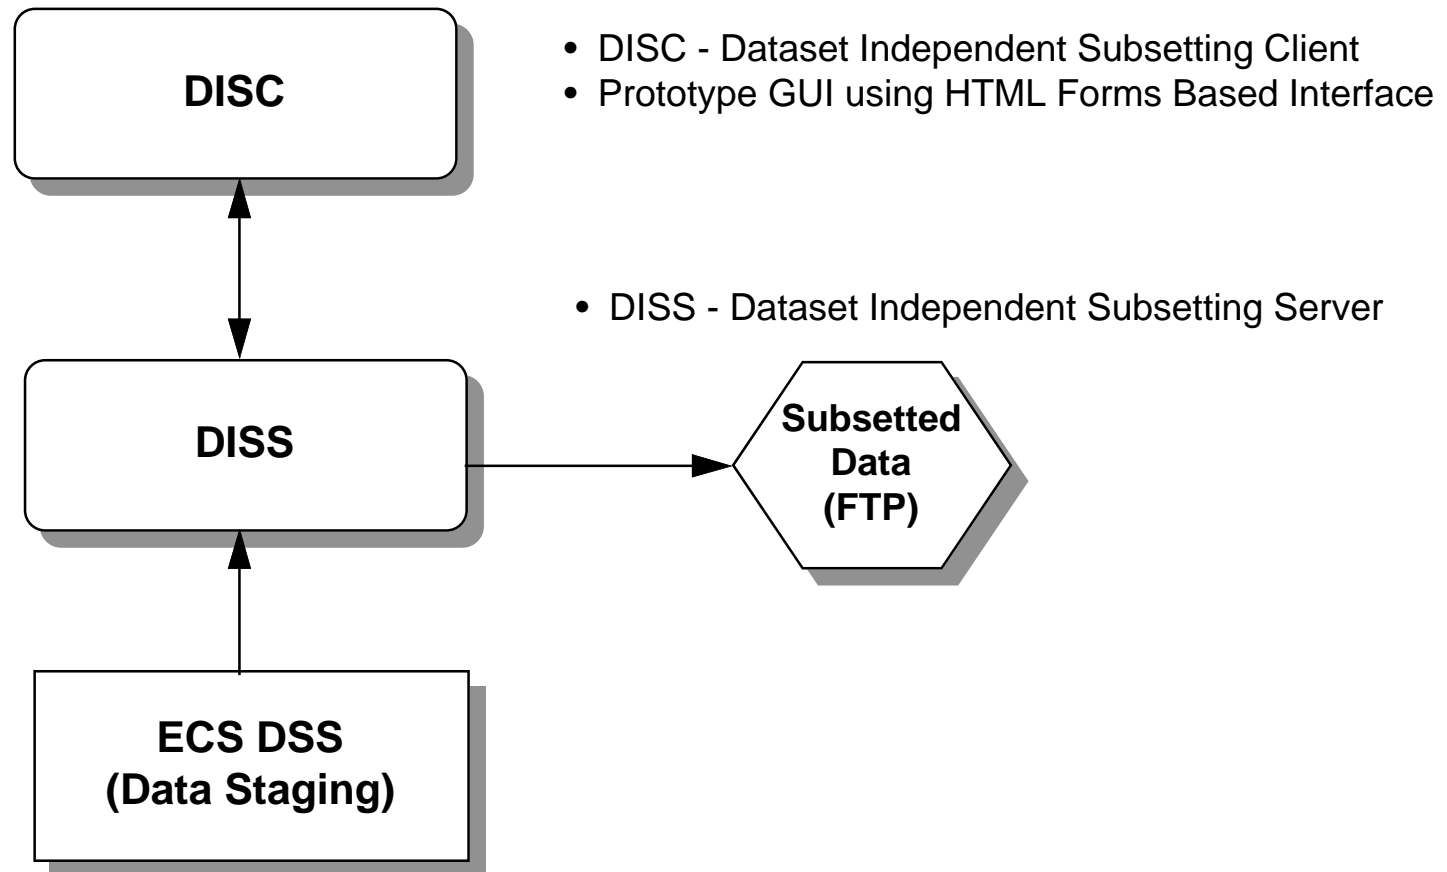 DISC
• DISC - Dataset Independent Subsetting Client
• Prototype GUI using HTML Forms Based Interface
• DISS - Dataset Independent Subsetting Server
DISS
Subsetted
Data
(FTP)
ECS DSS
(Data Staging)